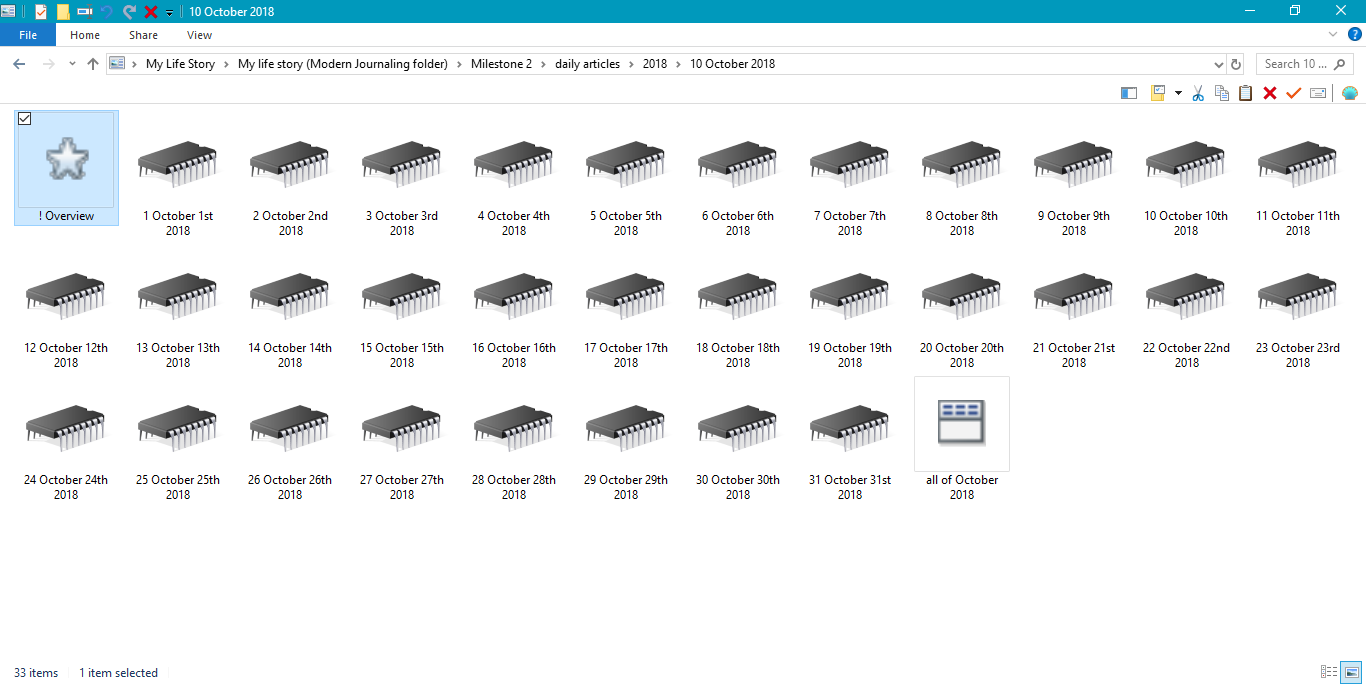 10 October 2018
File Home Share View
My Life Story My life story (Modern Journaling folder) Milestone 2 daily articles 2018 10 October 2018
Search 10 ...
! Overview
1 October 1st
2018
2 October 2nd
2018
3 October 3rd
2018
4 October 4th
2018
5 October 5th
2018
6 October 6th
2018
7 October 7th
2018
8 October 8th
2018
9 October 9th
2018
10 October 10th
2018
11 October 11th
2018
12 October 12th
2018
13 October 13th
2018
14 October 14th
2018
15 October 15th
2018
16 October 16th
2018
17 October 17th
2018
18 October 18th
2018
19 October 19th
2018
20 October 20th
2018
21 October 21st
2018
22 October 22nd
2018
23 October 23rd
2018
24 October 24th
2018
25 October 25th
2018
26 October 26th
2018
27 October 27th
2018
28 October 28th
2018
29 October 29th
2018
30 October 30th
2018
31 October 31st
2018
all of October
2018
33 items 1 item selected